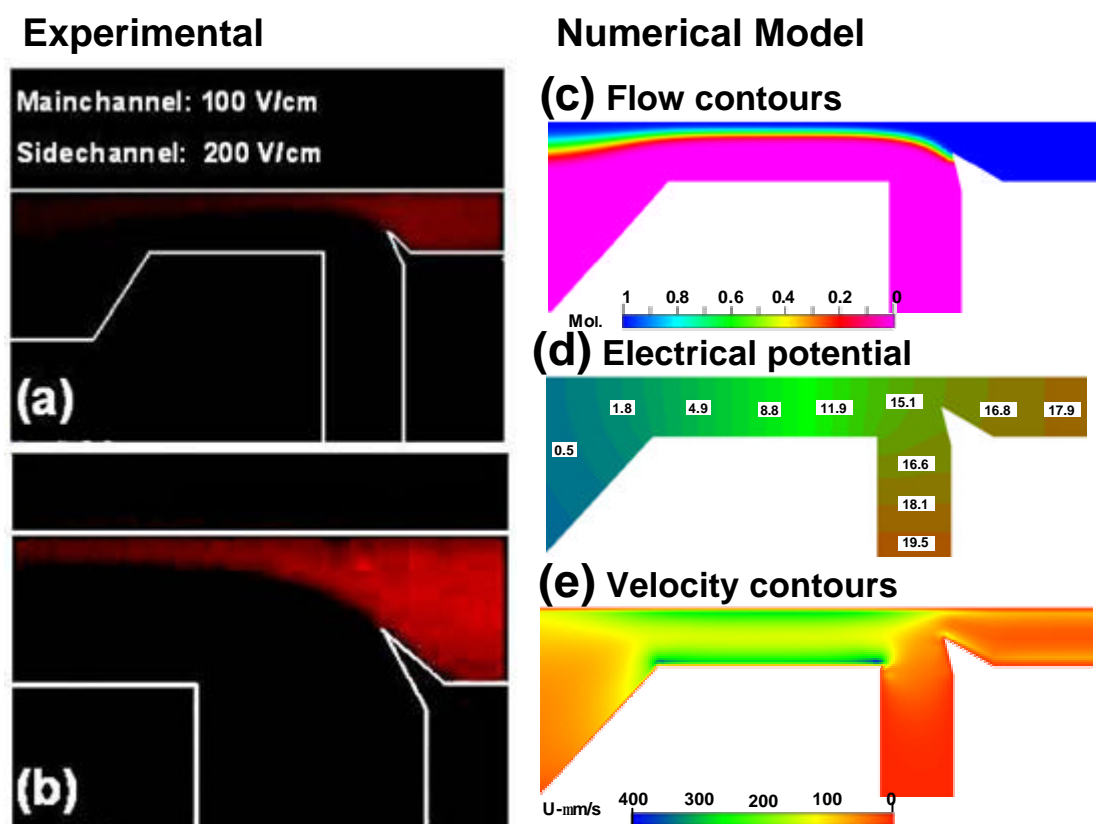 Experimental
Numerical Model
Mainchannel: 100 V/cm
Sidechannel: 200 V/cm
(a)
(b)
(c) Flow contours
1 0.8 0.6 0.4 0.2 0
Mol.
(d) Electrical potential
0.5 1.8 4.9 8.8 11.9 15.1 16.8 17.9
16.6
18.1
19.5
(e) Velocity contours
400 300 200 100 0
U-mm/s